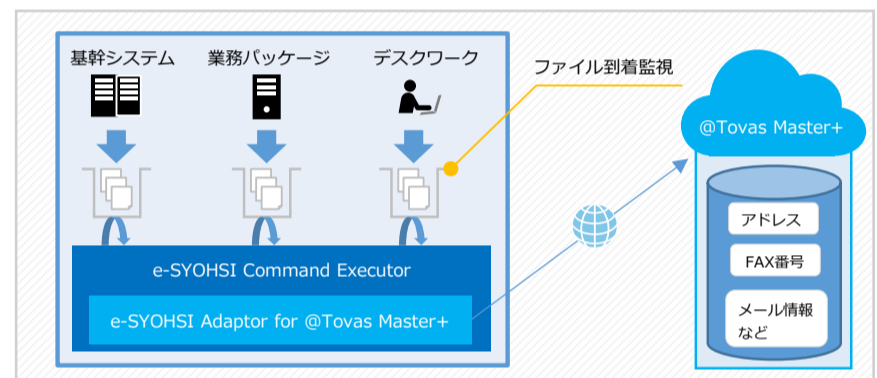 基幹システム
業務パッケージ
デスクワーク
ファイル到着監視
@Tovas Master+
アドレス
FAX番号
メール情報
など
e-SYOHSI Command Executor
e-SYOHSI Adaptor for @Tovas Master+